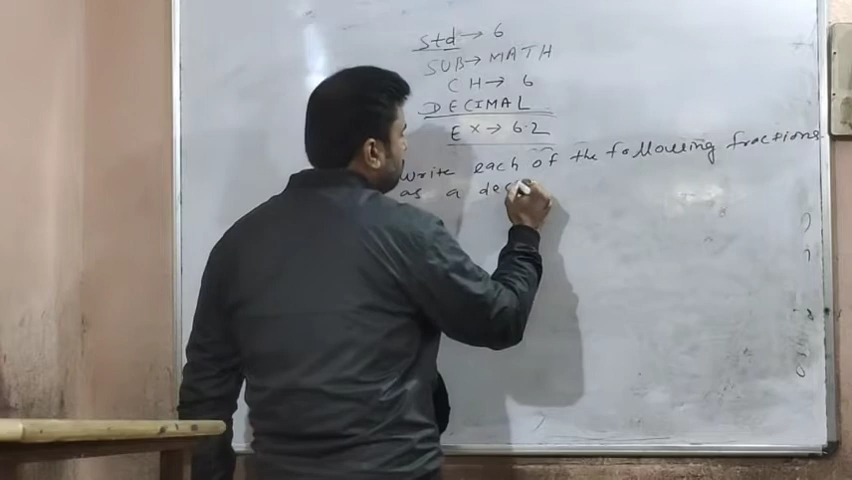 Std → 6
SUB → MATH
CH → 6
DECIMAL
EX → 6.2
Write each of the following fractions
as a dec